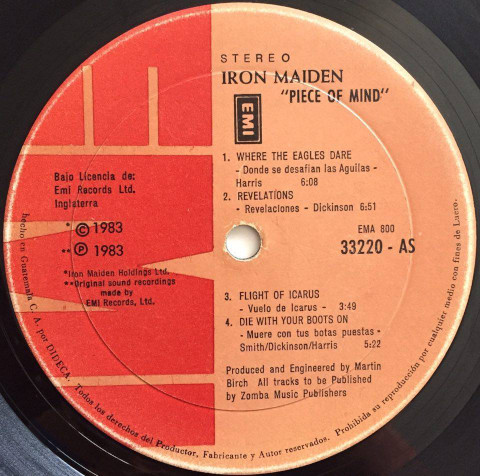 STEREO
IRON MAIDEN
"PIECE OF MIND"
EMI
1. WHERE THE EAGLES DARE
- Donde se desafían las Aguilas -
Harris 6:08
2. REVELATIONS
- Revelaciones - Dickinson 6:51
EMA 800
33220 - AS
3. FLIGHT OF ICARUS
- Vuelo de Icarus - 3:49
4. DIE WITH YOUR BOOTS ON
- Muere con tus botas puestas -
Smith/Dickinson/Harris 5:22
Produced and Engineered by Martin
Birch All tracks to be Published
by Zomba Music Publishers
Bajo Licencia de:
Emi Records Ltd.
Inglaterra
*© 1983
**℗ 1983
*Iron Maiden Holdings Ltd.
**Original sound recordings
made by
EMI Records, Ltd.
hecho en Guatemala C. A. por DIDECA. Todos los derechos del Productor, Fabricante y Autor reservados. Prohibida su reproducción por cualquier medio con fines de Lucro.